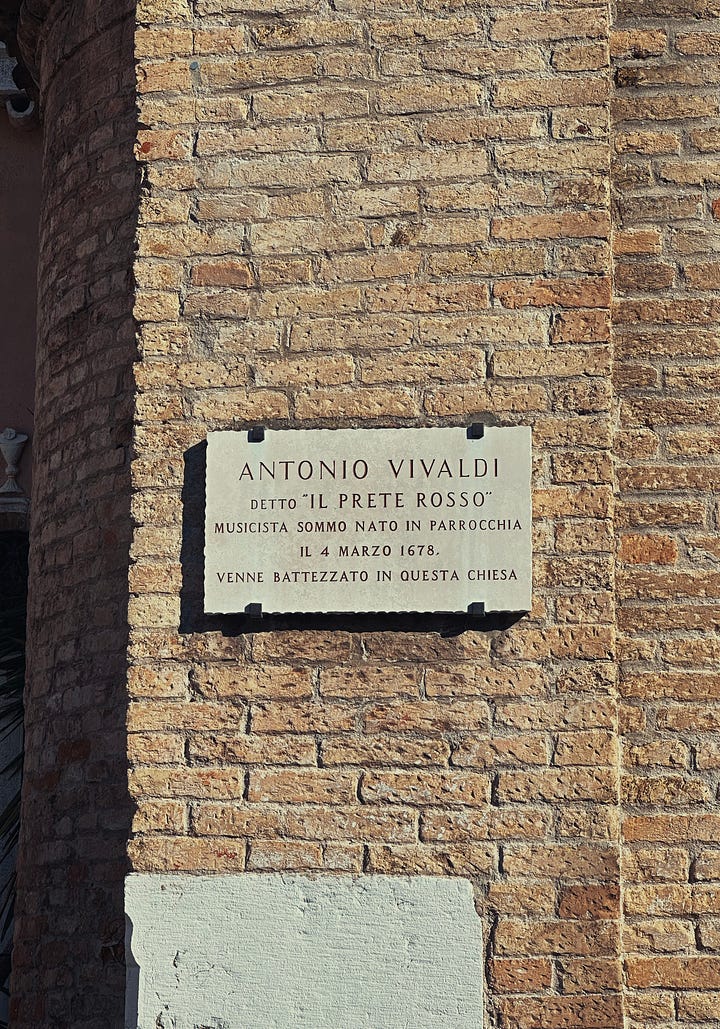 ANTONIO VIVALDI
DETTO "IL PRETE ROSSO"
MUSICISTA SOMMO NATO IN PARROCCHIA
IL 4 MARZO 1678.
VENNE BATTEZZATO IN QUESTA CHIESA